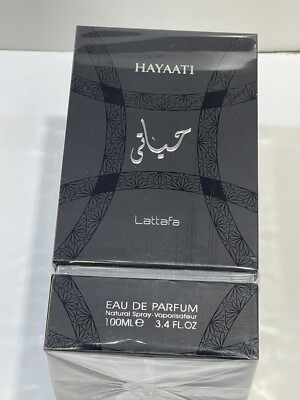 HAYAATI
حياتي
Lattafa
EAU DE PARFUM
Natural Spray-Vaporisateur
100ML℮ 3.4 FL.OZ